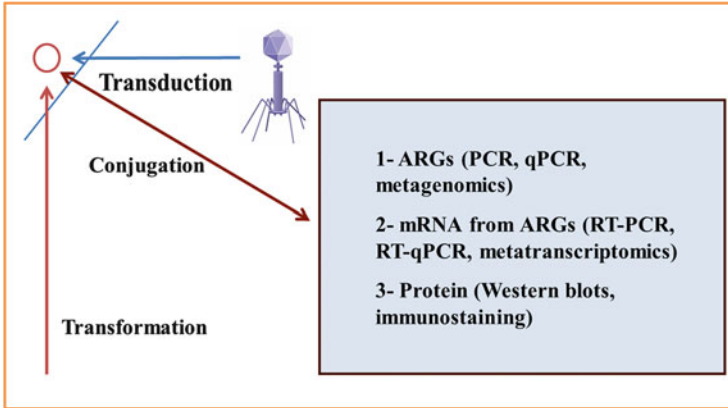 Transduction
Conjugation
Transformation
1- ARGs (PCR, qPCR,
metagenomics)
2- mRNA from ARGs (RT-PCR,
RT-qPCR, metatranscriptomics)
3- Protein (Western blots,
immunostaining)